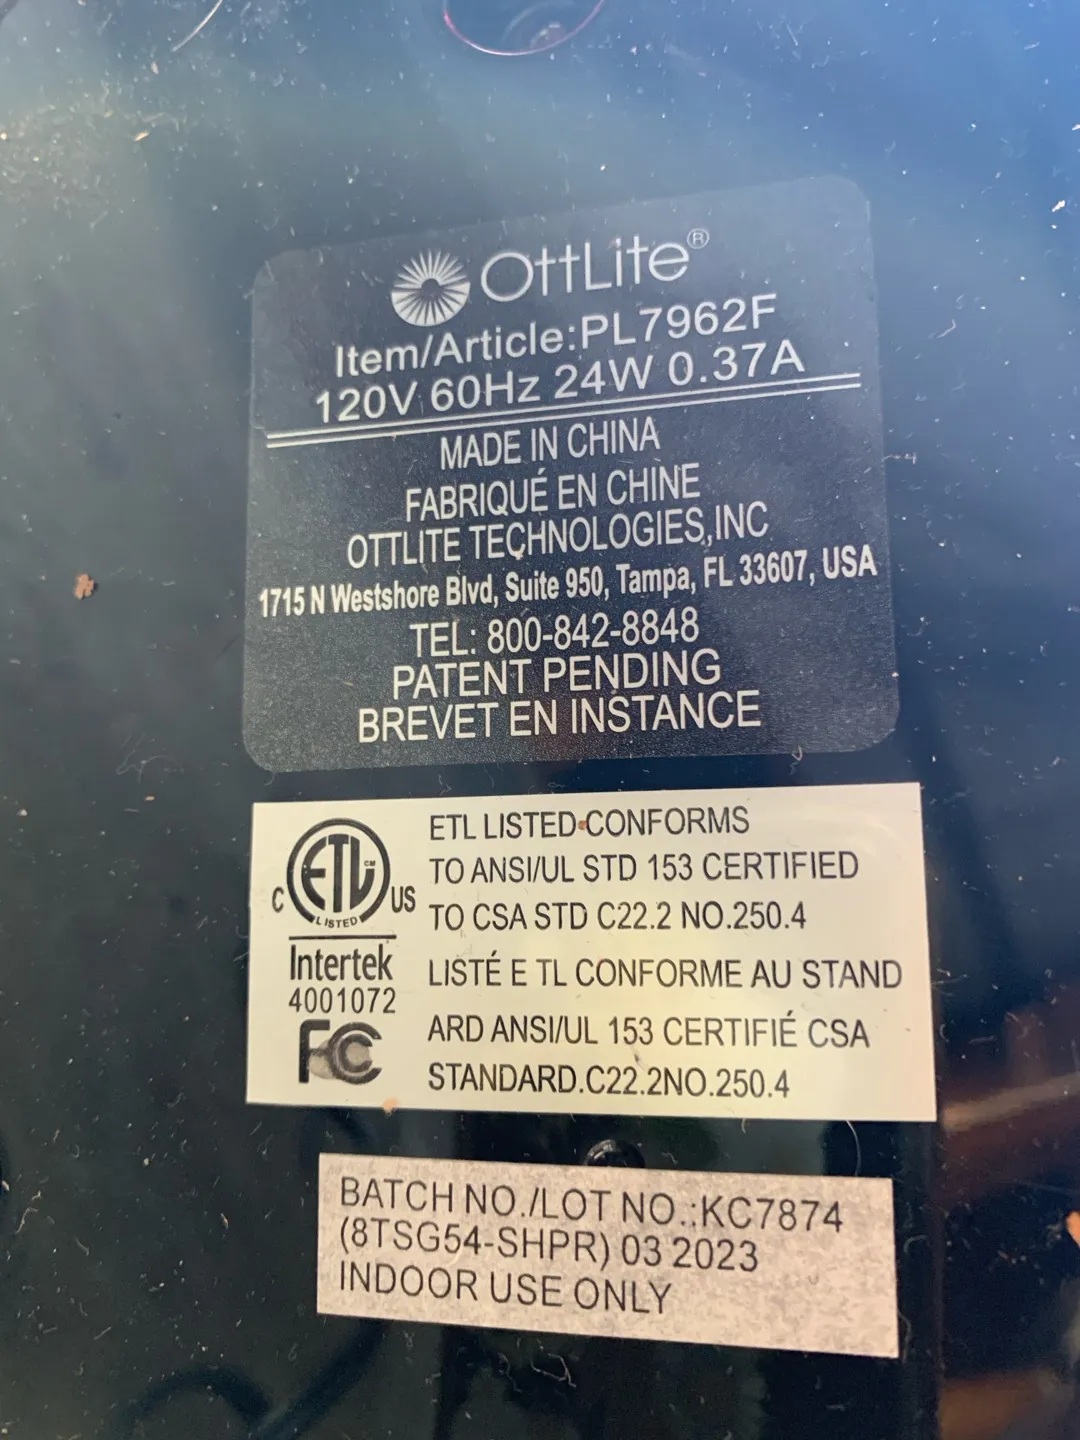 OttLite®
Item/Article:PL7962F
120V 60Hz 24W 0.37A
MADE IN CHINA
FABRIQUÉ EN CHINE
OTTLITE TECHNOLOGIES,INC
1715 N Westshore Blvd, Suite 950, Tampa, FL 33607, USA
TEL: 800-842-8848
PATENT PENDING
BREVET EN INSTANCE
ETL CM
LISTED
C US
Intertek
4001072
FC
ETL LISTED CONFORMS
TO ANSI/UL STD 153 CERTIFIED
TO CSA STD C22.2 NO.250.4
LISTÉ E TL CONFORME AU STAND
ARD ANSI/UL 153 CERTIFIÉ CSA
STANDARD.C22.2NO.250.4
BATCH NO./LOT NO.:KC7874
(8TSG54-SHPR) 03 2023
INDOOR USE ONLY